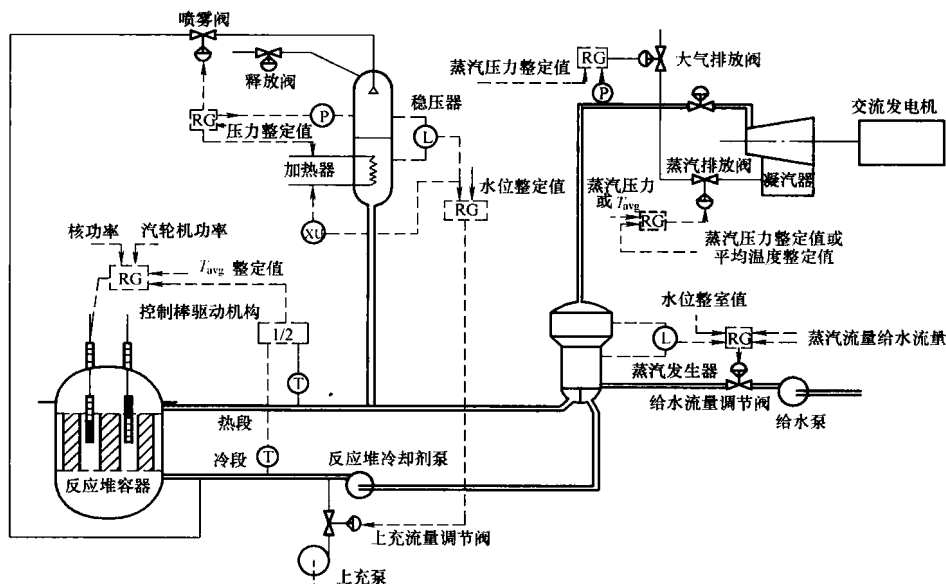 喷雾阀
释放阀
RG
压力整定值
P
稳压器
L
加热器
XU
水位整定值
RG
蒸汽压力整定值
RG
P
大气排放阀
交流发电机
蒸汽排放阀
凝汽器
蒸汽压力
或 Tavg
RG
蒸汽压力整定值或
平均温度整定值
核功率
汽轮机功率
RG
Tavg 整定值
控制棒驱动机构
1/2
T
热段
T
冷段
反应堆容器
反应堆冷却剂泵
上充流量调节阀
上充泵
水位整室值
L
RG
蒸汽流量给水流量
蒸汽发生器
给水流量调节阀
给水泵